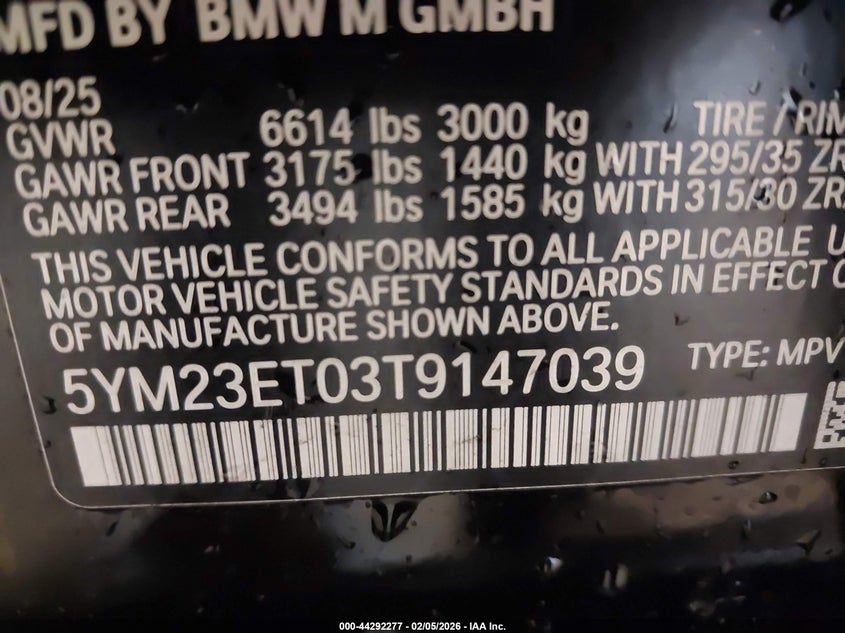 MFD BY BMW M GMBH
08/25
GVWR 6614 lbs 3000 kg TIRE / RIM
GAWR FRONT 3175 lbs 1440 kg WITH 295/35 ZR
GAWR REAR 3494 lbs 1585 kg WITH 315/30 ZR
THIS VEHICLE CONFORMS TO ALL APPLICABLE U
MOTOR VEHICLE SAFETY STANDARDS IN EFFECT O
OF MANUFACTURE SHOWN ABOVE.
5YM23ET03T9147039 TYPE: MPV
000-44292277 - 02/05/2026 - IAA Inc.